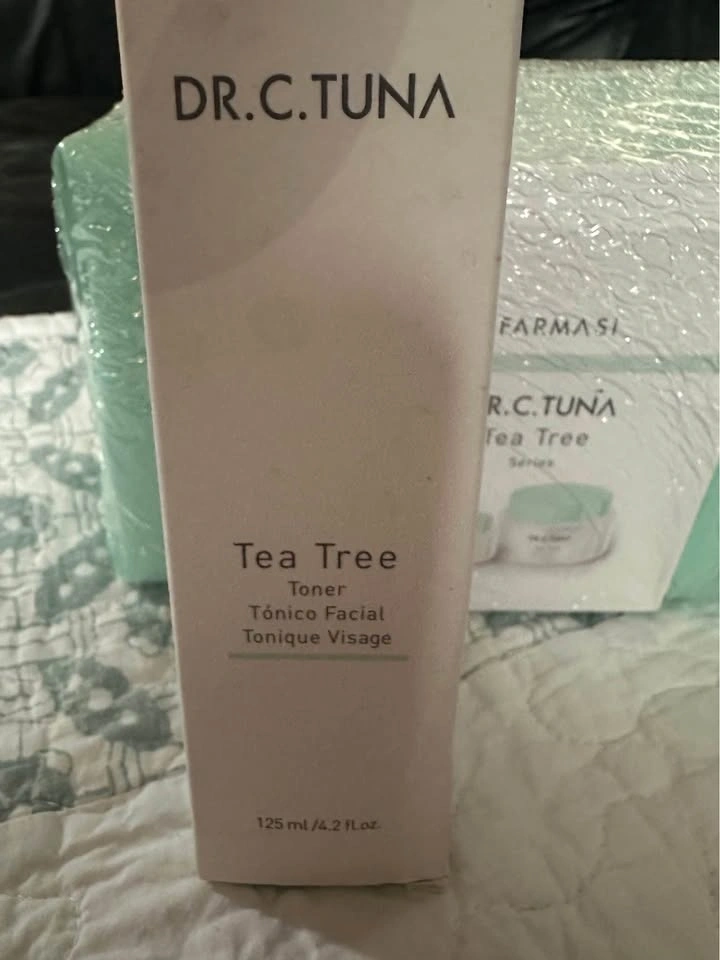 DR.C.TUNA
Tea Tree
Toner
Tónico Facial
Tonique Visage
125 ml/4.2 fl.oz.
FARMASI
R.C.TUNA
Tea Tree
Series